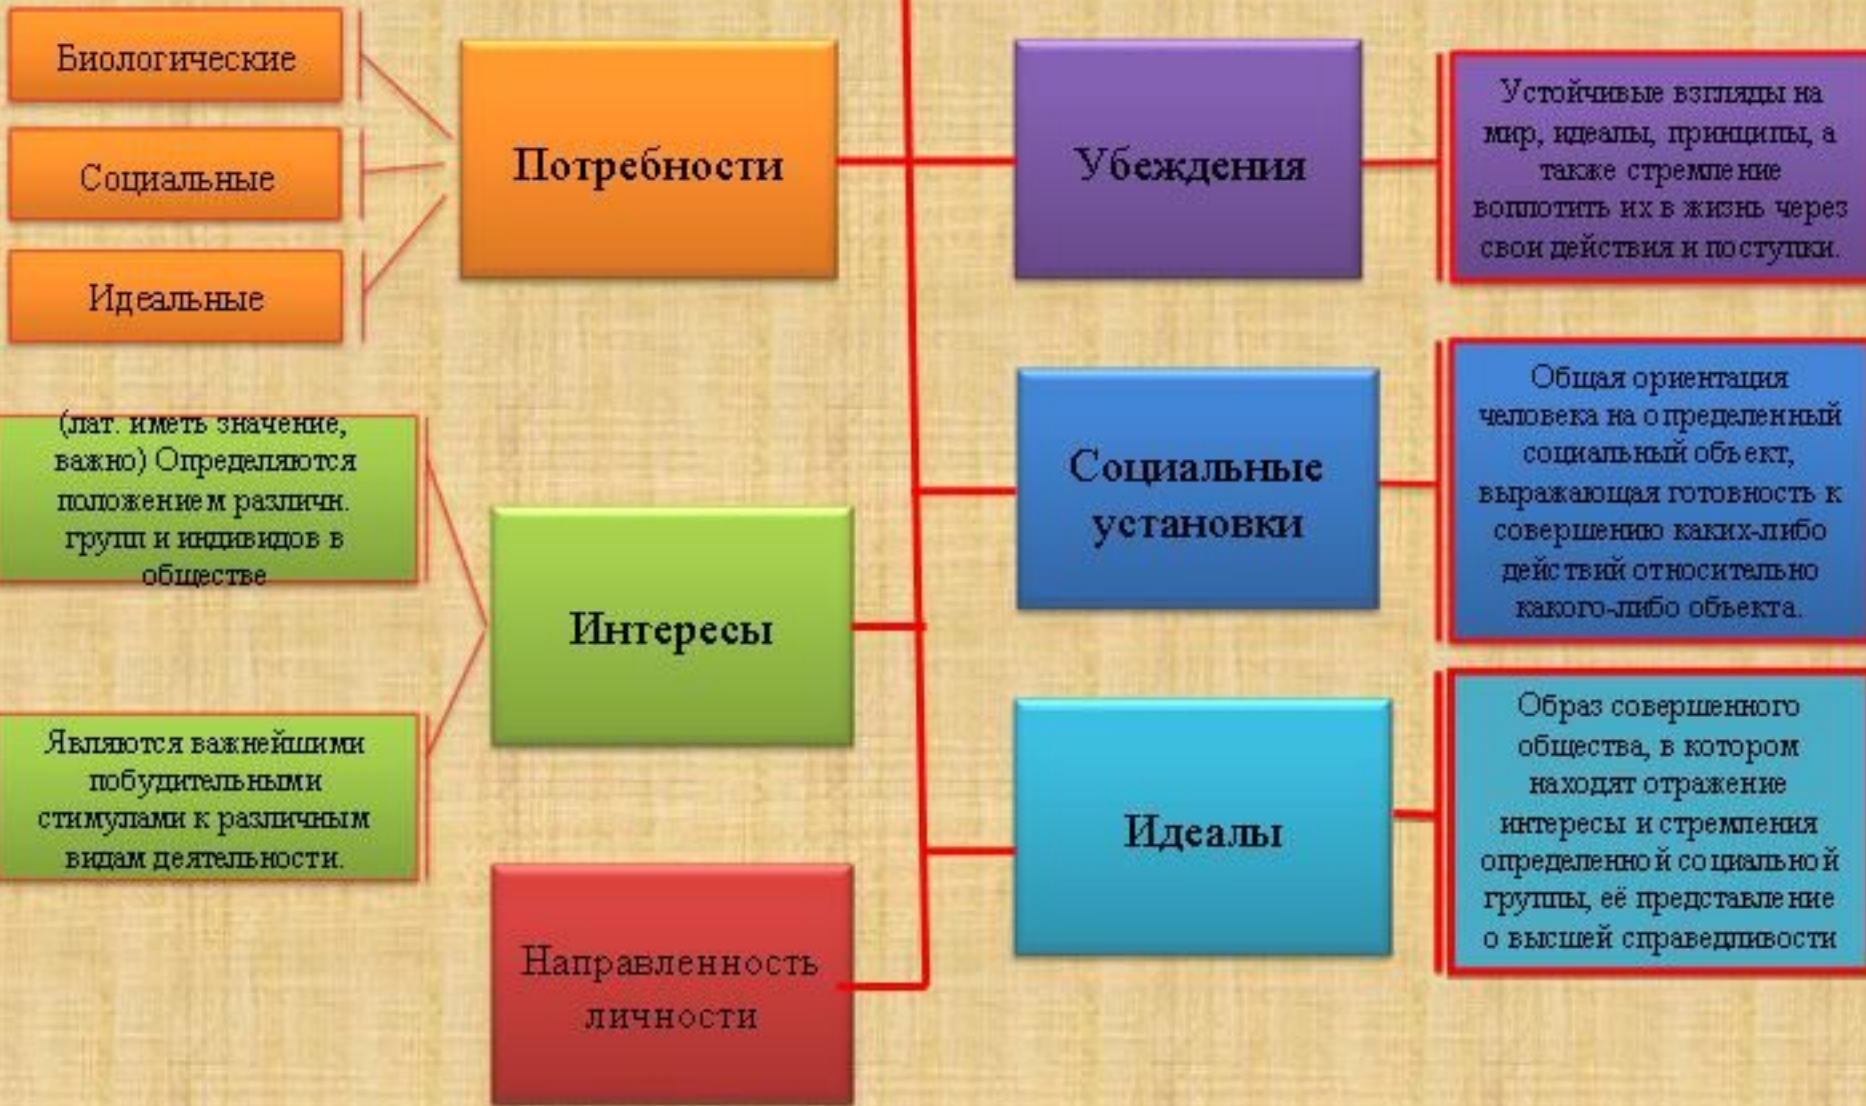 Биологические
Социальные
Идеальные
Потребности
(лат. иметь значение,
важно) Определяются
положением различн.
групп и индивидов в
обществе
Являются важнейшими
побудительными
стимулами к различным
видам деятельности.
Интересы
Направленность
личности
Убеждения
Устойчивые взгляды на
мир, идеалы, принципы, а
также стремление
воплотить их в жизнь через
свои действия и поступки.
Социальные
установки
Общая ориентация
человека на определенный
социальный объект,
выражающая готовность к
совершению каких-либо
действий относительно
какого-либо объекта.
Идеалы
Образ совершенного
общества, в котором
находят отражение
интересы и стремления
определенной социальной
группы, её представление
о высшей справедливости